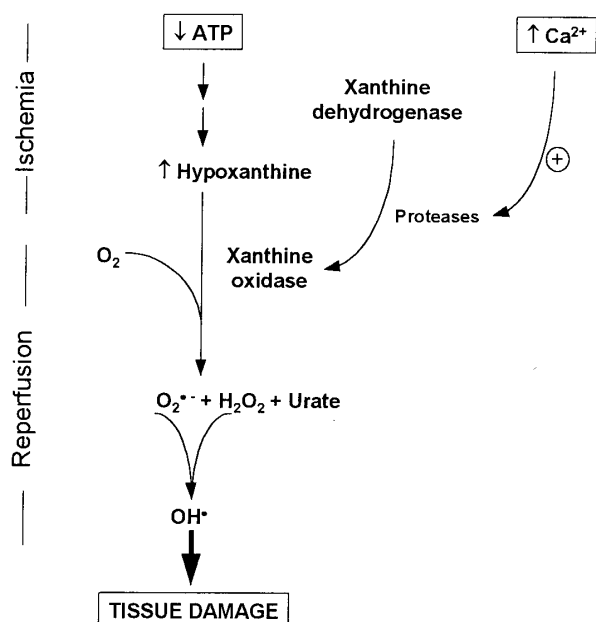 ↓ ATP
↑ Ca²⁺
Xanthine
dehydrogenase
Ischemia
↑ Hypoxanthine
+
Proteases
O₂
Xanthine
oxidase
Reperfusion
O₂•⁻ + H₂O₂ + Urate
OH•
TISSUE DAMAGE